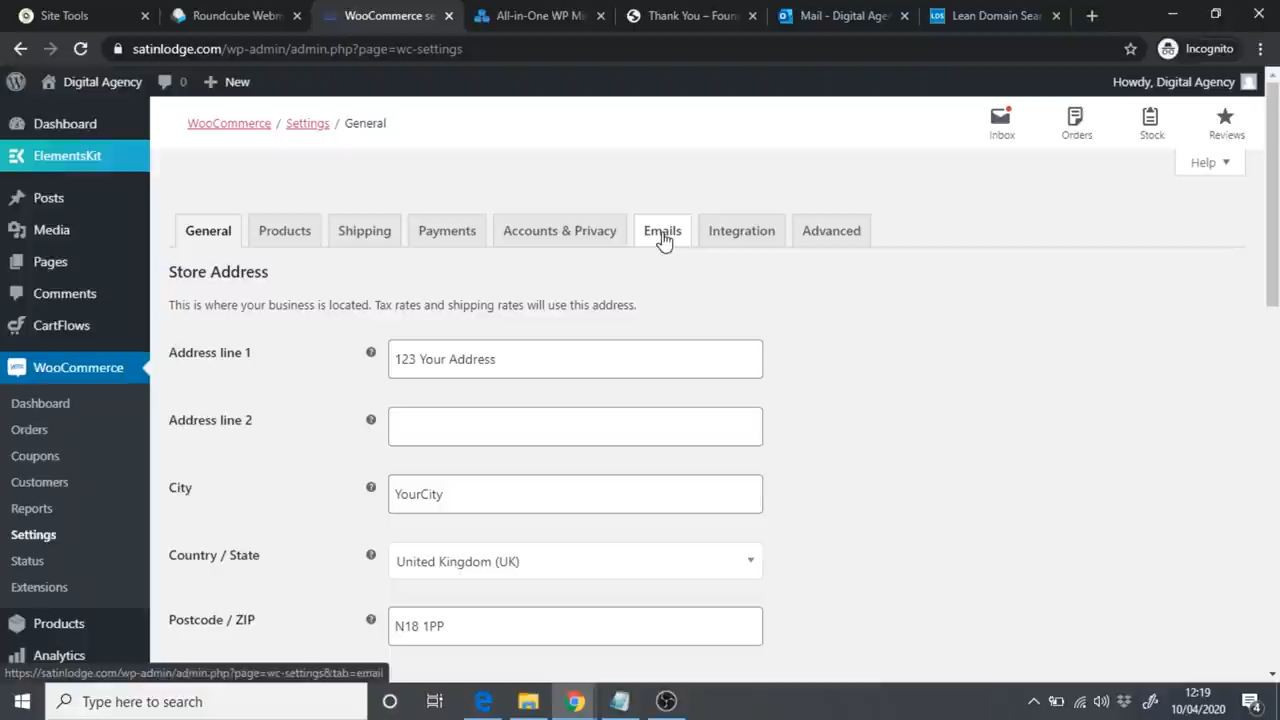 Site Tools
Roundcube Webm
WooCommerce se
All-in-One WP M
Thank You – Foun
Mail - Digital Age
Lean Domain Sear
satinlodge.com/wp-admin/admin.php?page=wc-settings
Incognito
Digital Agency
0
New
Howdy, Digital Agency
Dashboard
ElementsKit
Posts
Media
Pages
Comments
CartFlows
WooCommerce
Dashboard
Orders
Coupons
Customers
Reports
Settings
Status
Extensions
Products
Analytics
WooCommerce / Settings / General
Inbox
Orders
Stock
Reviews
Help
General
Products
Shipping
Payments
Accounts & Privacy
Emails
Integration
Advanced
Store Address
This is where your business is located. Tax rates and shipping rates will use this address.
Address line 1
123 Your Address
Address line 2
City
YourCity
Country / State
United Kingdom (UK)
Postcode / ZIP
N18 1PP
https://satinlodge.com/wp-admin/admin.php?page=wc-settings&tab=email
Type here to search
12:19
10/04/2020
4